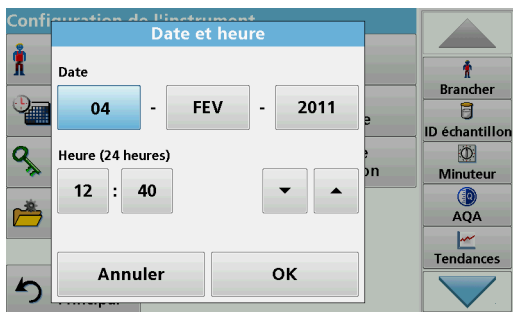 Configuration de l'instrument
Date et heure
Date
04 - FEV - 2011
Heure (24 heures)
12 : 40
Annuler
OK
Principal
Brancher
ID échantillon
Minuteur
AQA
Tendances